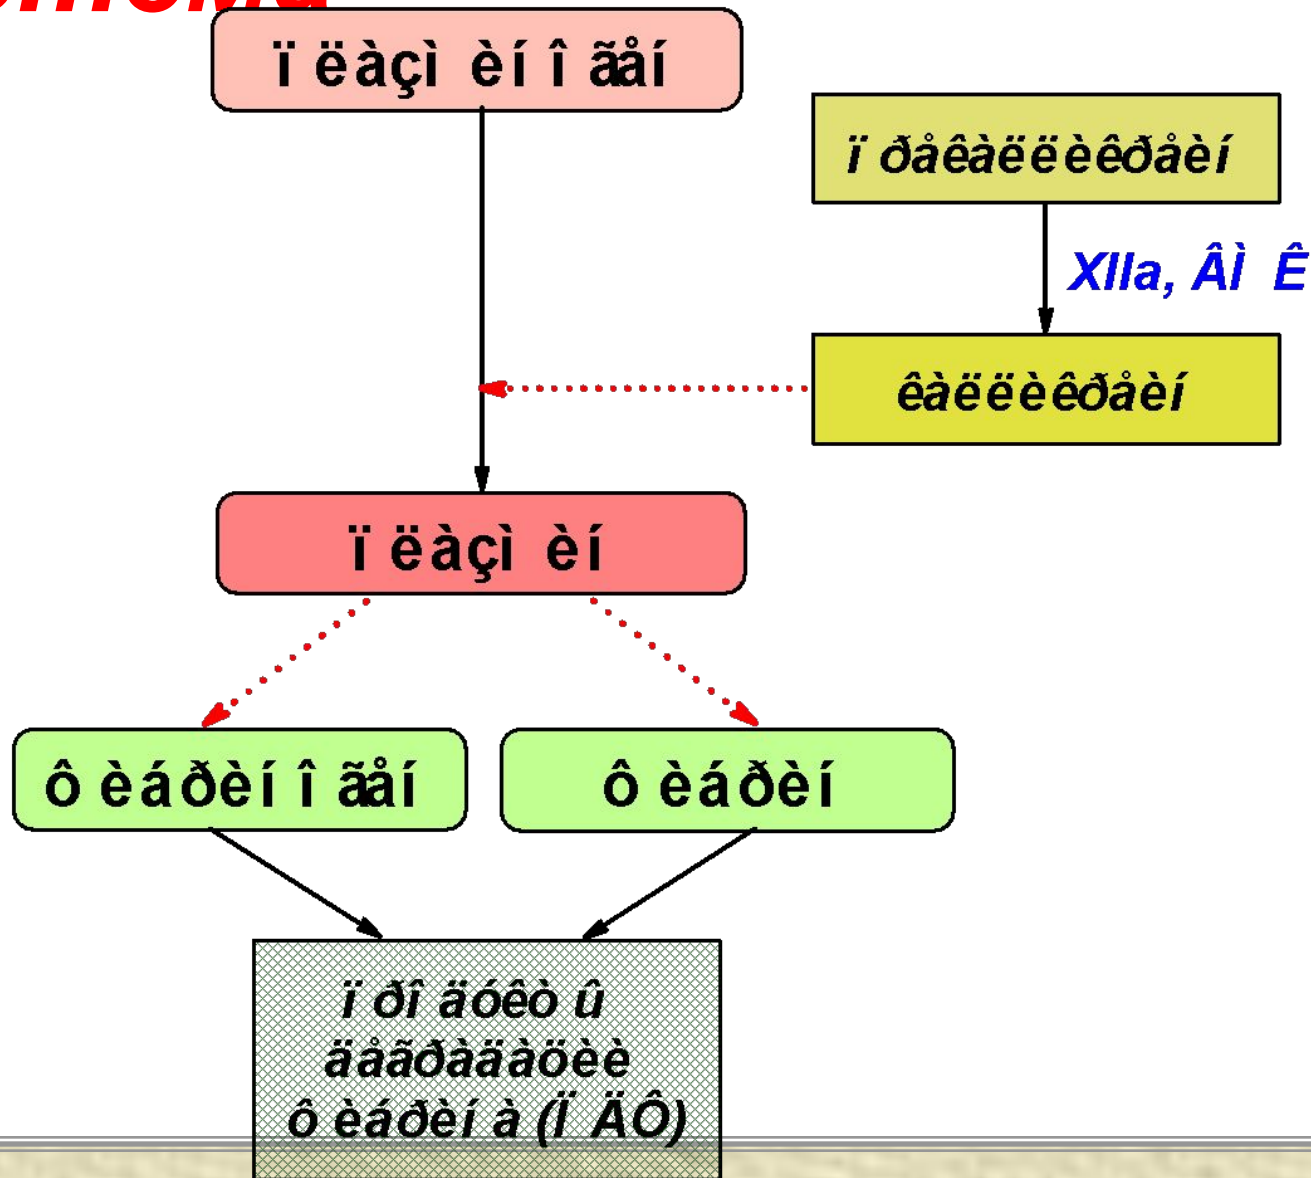 ï ëàçì èí î ãåí
ï ðåêàëëèêðåèí
XIIa, ÂÌ Ê
êàëëèêðåèí
ï ëàçì èí
ô èáðèí î ãåí
ô èáðèí
ï ðî äóêò û
äåãðàäàöèè
ô èáðèí à (Ï ÄÔ)